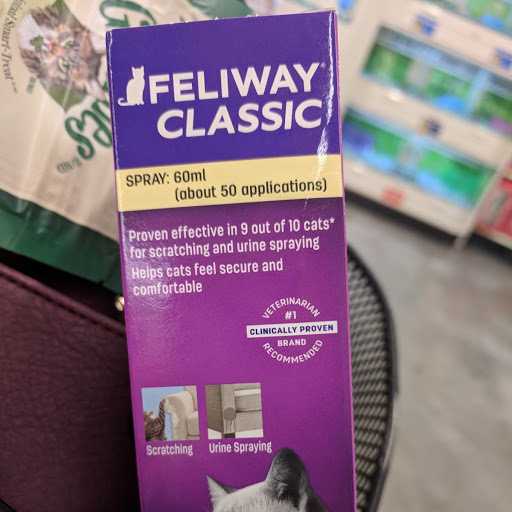 FELIWAY®
CLASSIC
SPRAY: 60ml
(about 50 applications)
Proven effective in 9 out of 10 cats*
for scratching and urine spraying
Helps cats feel secure and
comfortable
VETERINARIAN
#1
CLINICALLY PROVEN
BRAND
RECOMMENDED
Scratching
Urine Spraying